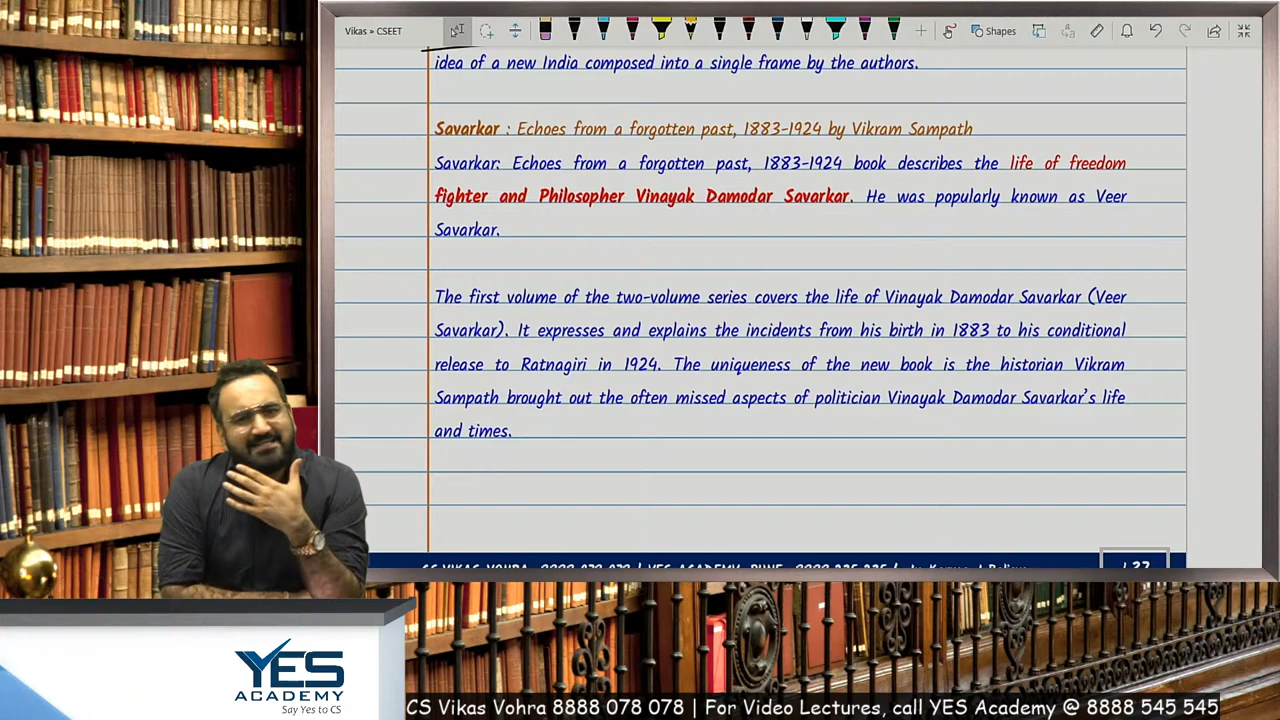 Vikas » CSEET
Shapes
idea of a new India composed into a single frame by the authors.
Savarkar : Echoes from a forgotten past, 1883-1924 by Vikram Sampath
Savarkar: Echoes from a forgotten past, 1883-1924 book describes the life of freedom
fighter and Philosopher Vinayak Damodar Savarkar. He was popularly known as Veer
Savarkar.
The first volume of the two-volume series covers the life of Vinayak Damodar Savarkar (Veer
Savarkar). It expresses and explains the incidents from his birth in 1883 to his conditional
release to Ratnagiri in 1924. The uniqueness of the new book is the historian Vikram
Sampath brought out the often missed aspects of politician Vinayak Damodar Savarkar's life
and times.
YES
ACADEMY
Say Yes to CS
CS Vikas Vohra 8888 078 078 | For Video Lectures, call YES Academy @ 8888 545 545